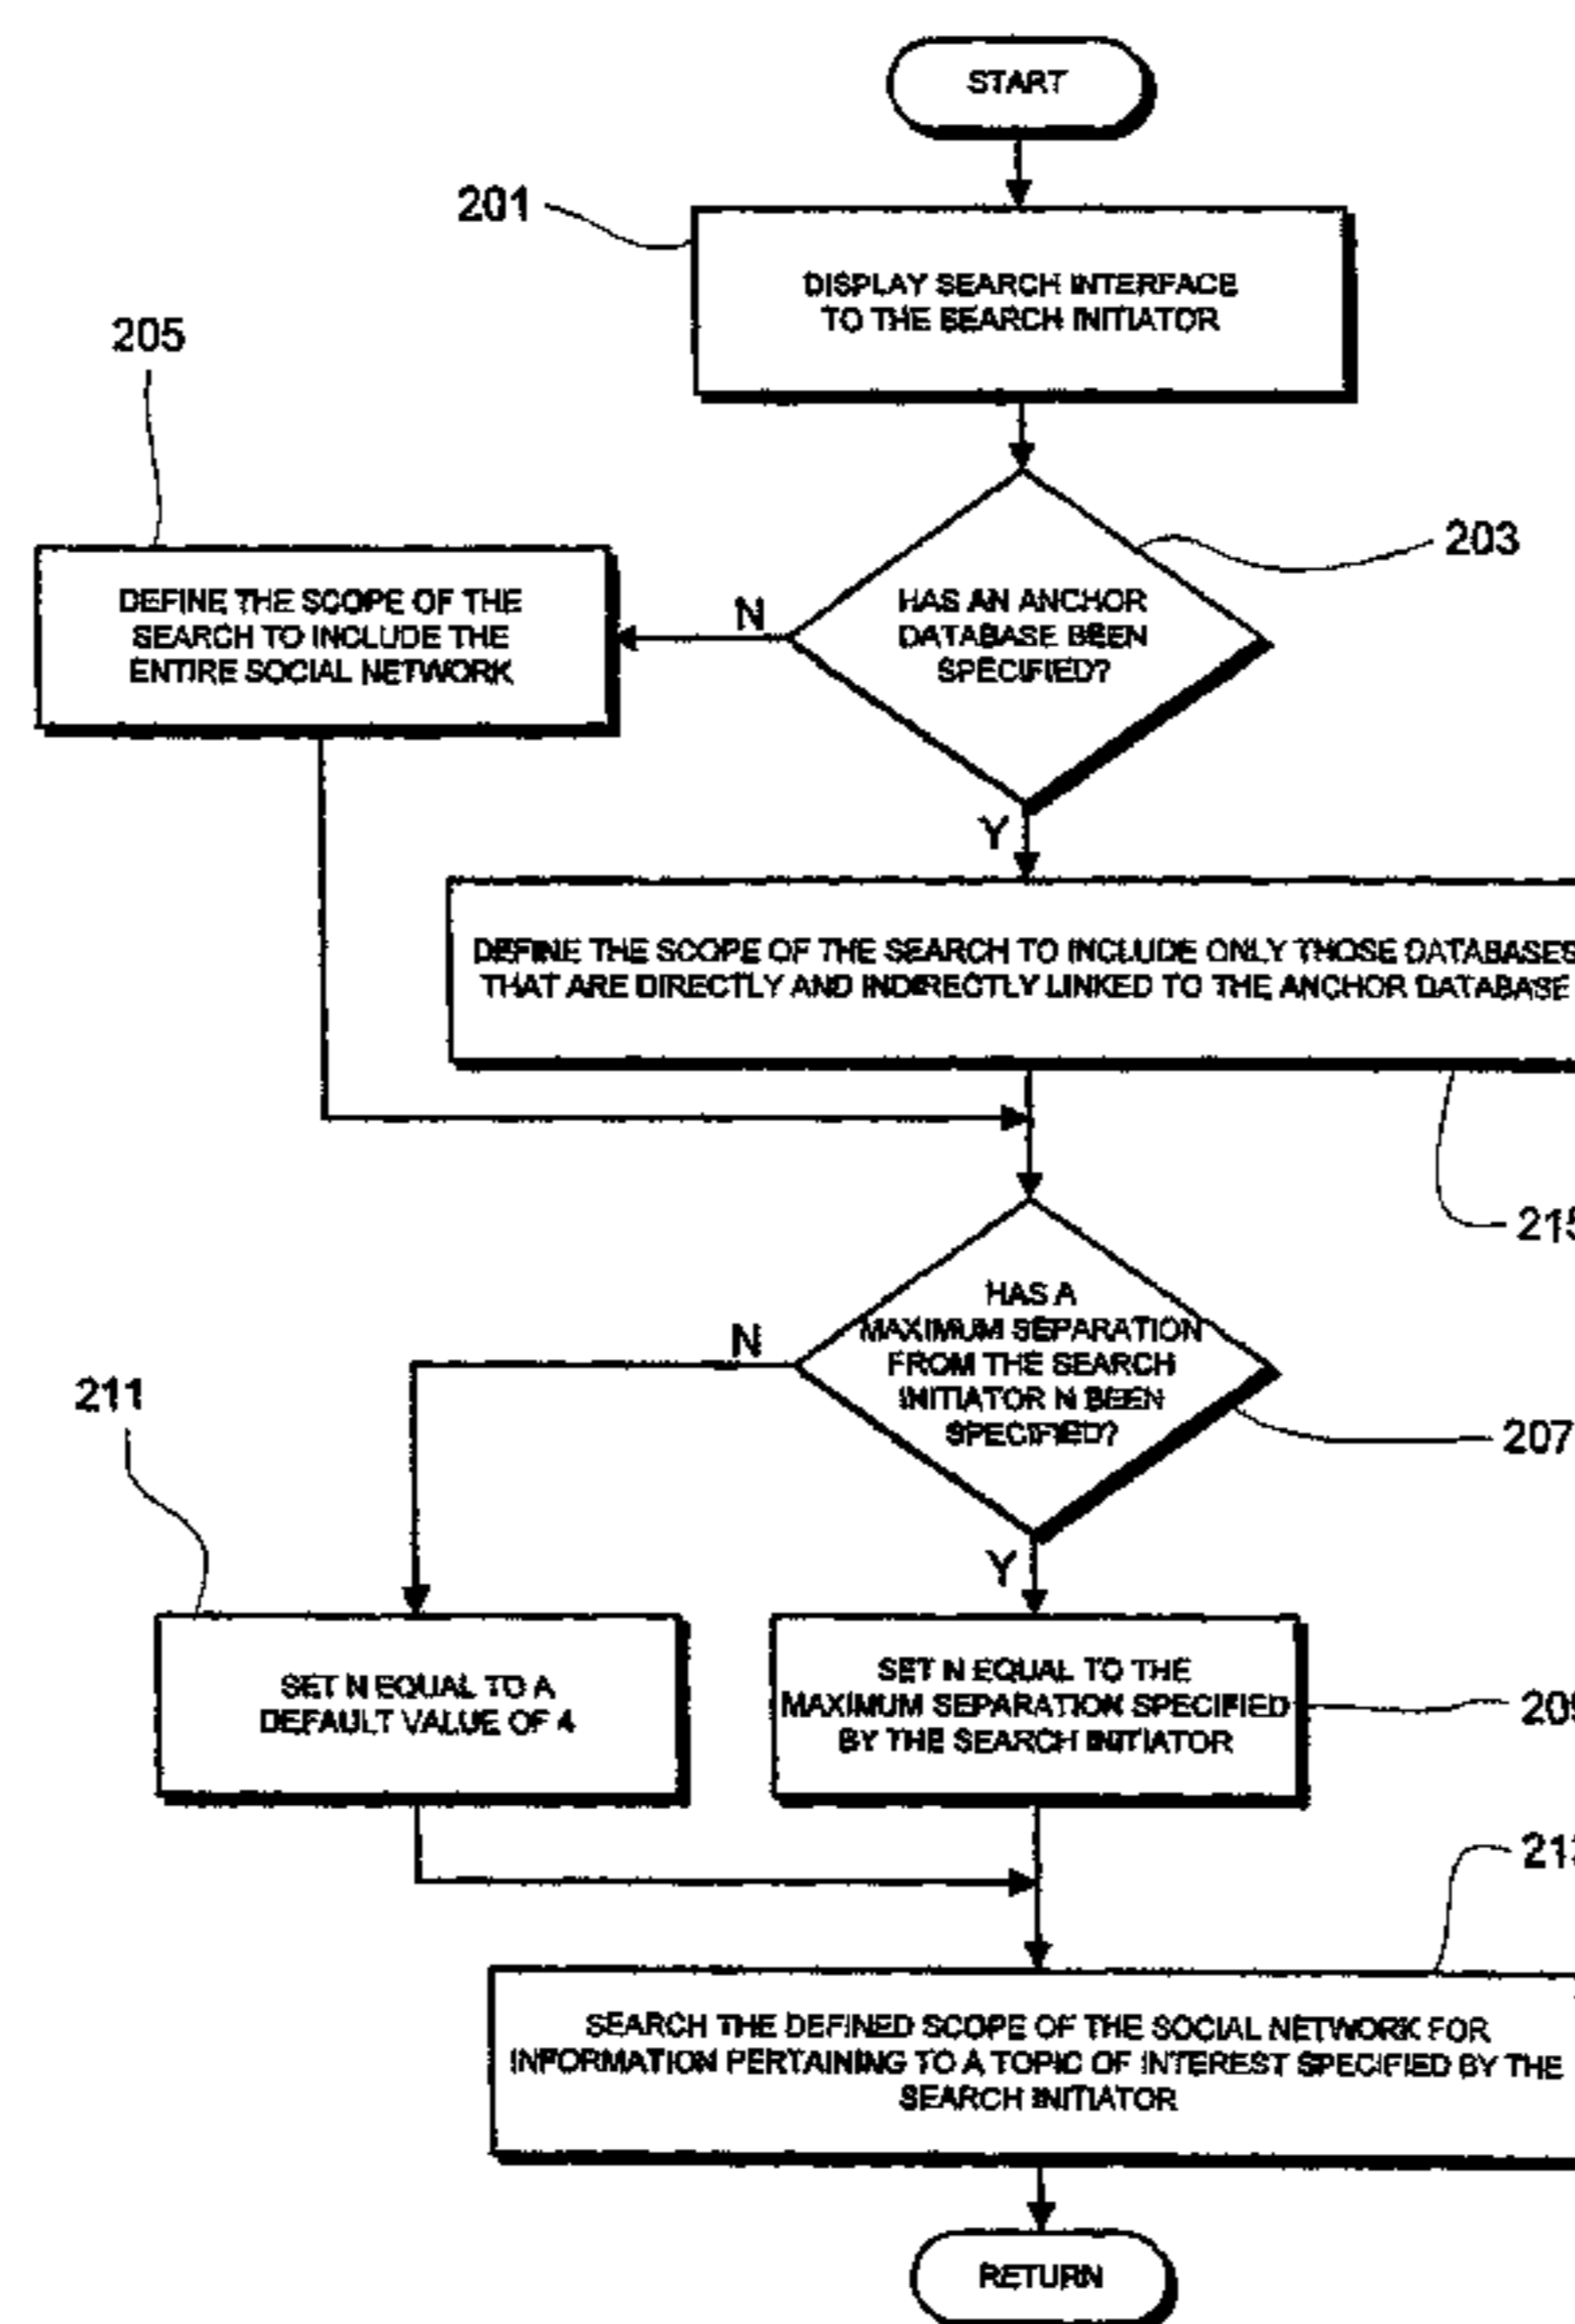 START
201
DISPLAY SEARCH INTERFACE
TO THE SEARCH INITIATOR
205
203
DEFINE THE SCOPE OF THE
SEARCH TO INCLUDE THE
ENTIRE SOCIAL NETWORK
N
HAS AN ANCHOR
DATABASE BEEN
SPECIFIED?
Y
DEFINE THE SCOPE OF THE SEARCH TO INCLUDE ONLY THOSE DATABASES
THAT ARE DIRECTLY AND INDIRECTLY LINKED TO THE ANCHOR DATABASE
215
HAS A
MAXIMUM SEPARATION
FROM THE SEARCH
INITIATOR N BEEN
SPECIFIED?
N
211
207
Y
SET N EQUAL TO A
DEFAULT VALUE OF 4
SET N EQUAL TO THE
MAXIMUM SEPARATION SPECIFIED
BY THE SEARCH INITIATOR
209
SEARCH THE DEFINED SCOPE OF THE SOCIAL NETWORK FOR
INFORMATION PERTAINING TO A TOPIC OF INTEREST SPECIFIED BY THE
SEARCH INITIATOR
RETURN